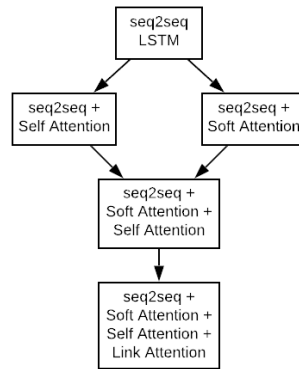 seq2seq
LSTM
seq2seq +
Self Attention
seq2seq +
Soft Attention
seq2seq +
Soft Attention +
Self Attention
seq2seq +
Soft Attention +
Self Attention +
Link Attention